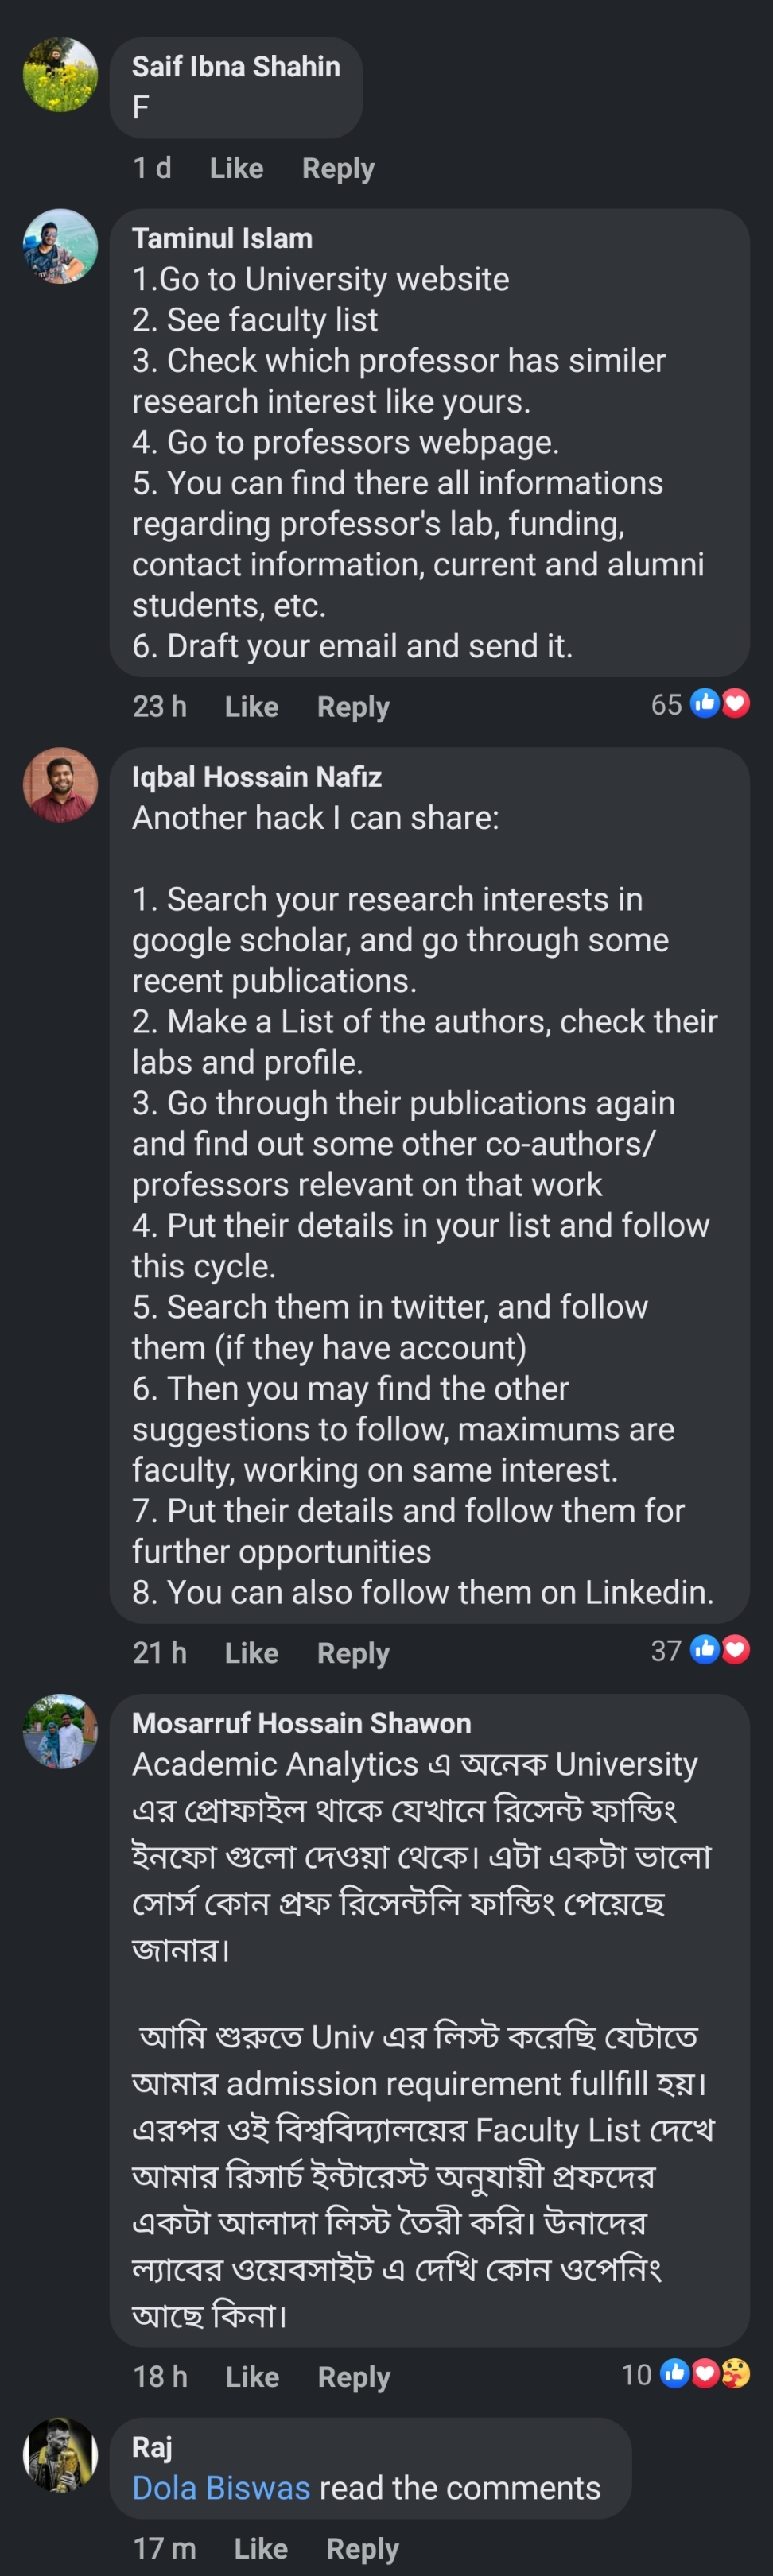 Saif Ibna Shahin
F
1 d Like Reply
Taminul Islam
1.Go to University website
2. See faculty list
3. Check which professor has similer
research interest like yours.
4. Go to professors webpage.
5. You can find there all informations
regarding professor's lab, funding,
contact information, current and alumni
students, etc.
6. Draft your email and send it.
23 h Like Reply 65
Iqbal Hossain Nafiz
Another hack I can share:
1. Search your research interests in
google scholar, and go through some
recent publications.
2. Make a List of the authors, check their
labs and profile.
3. Go through their publications again
and find out some other co-authors/
professors relevant on that work
4. Put their details in your list and follow
this cycle.
5. Search them in twitter, and follow
them (if they have account)
6. Then you may find the other
suggestions to follow, maximums are
faculty, working on same interest.
7. Put their details and follow them for
further opportunities
8. You can also follow them on Linkedin.
21 h Like Reply 37
Mosarruf Hossain Shawon
Academic Analytics এ অনেক University
এর প্রোফাইল থাকে যেখানে রিসেন্ট ফান্ডিং
ইনফো গুলো দেওয়া থেকে। এটা একটা ভালো
সোর্স কোন প্রফ রিসেন্টলি ফান্ডিং পেয়েছে
জানার।
আমি শুরুতে Univ এর লিস্ট করেছি যেটাতে
আমার admission requirement fullfill হয়।
এরপর ওই বিশ্ববিদ্যালয়ের Faculty List দেখে
আমার রিসার্চ ইন্টারেস্ট অনুযায়ী প্রফদের
একটা আলাদা লিস্ট তৈরী করি। উনাদের
ল্যাবের ওয়েবসাইট এ দেখি কোন ওপেনিং
আছে কিনা।
18 h Like Reply 10
Raj
Dola Biswas read the comments
17 m Like Reply